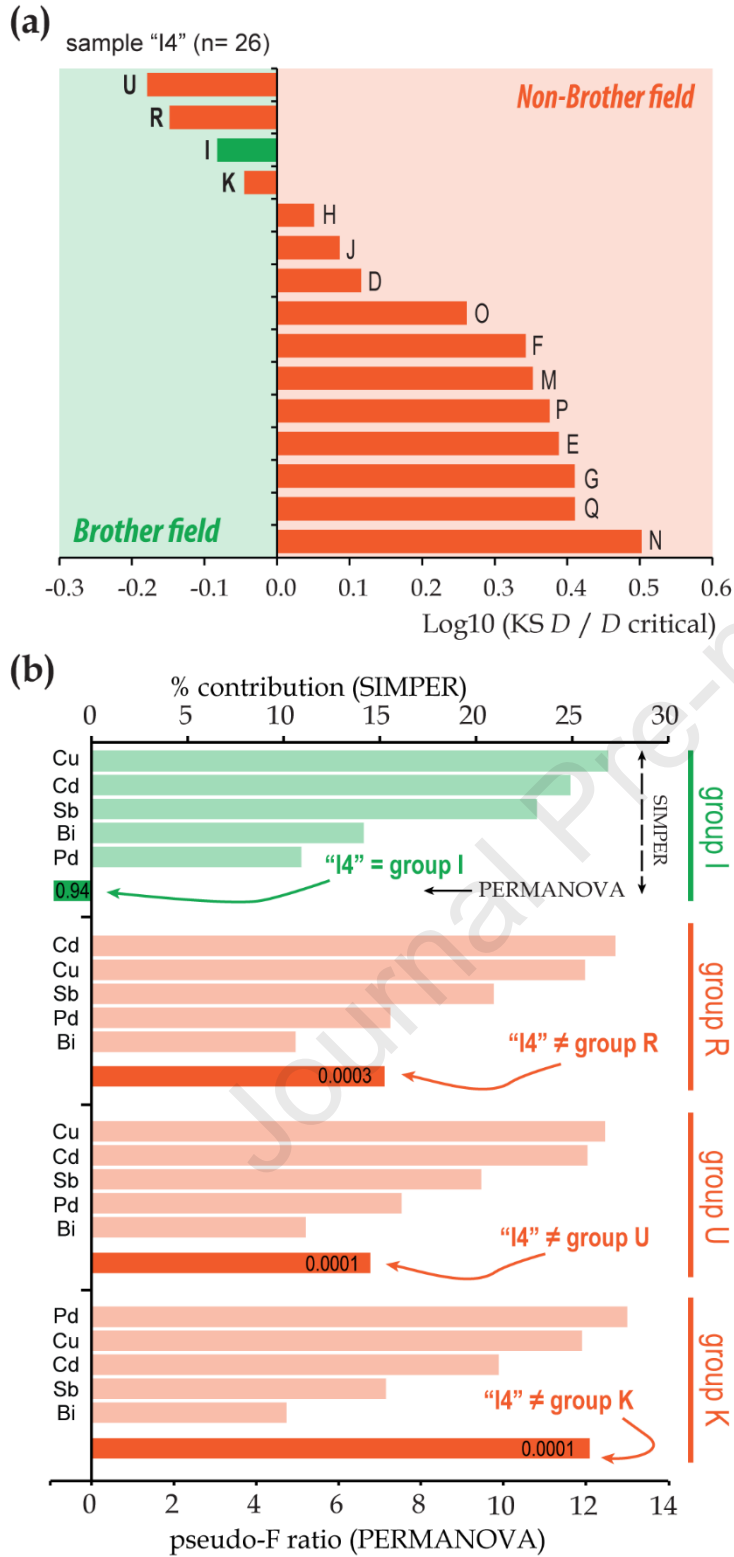 (a)
sample “I4” (n= 26)
U
Non-Brother field
R
I
K
H
J
D
O
F
M
P
E
G
Q
Brother field
N
-0.3 -0.2 -0.1 0.0 0.1 0.2 0.3 0.4 0.5 0.6
Log10 (KS D / D critical)
(b)
% contribution (SIMPER)
0 5 10 15 20 25 30
Cu
Cd
Sb
Bi
Pd
SIMPER
group I
“I4” = group I
0.94
PERMANOVA
Cd
Cu
Sb
Pd
Bi
group R
“I4” ≠ group R
0.0003
Cu
Cd
Sb
Pd
Bi
group U
“I4” ≠ group U
0.0001
Pd
Cu
Cd
Sb
Bi
group K
“I4” ≠ group K
0.0001
0 2 4 6 8 10 12 14
pseudo-F ratio (PERMANOVA)
Journal Pre-p